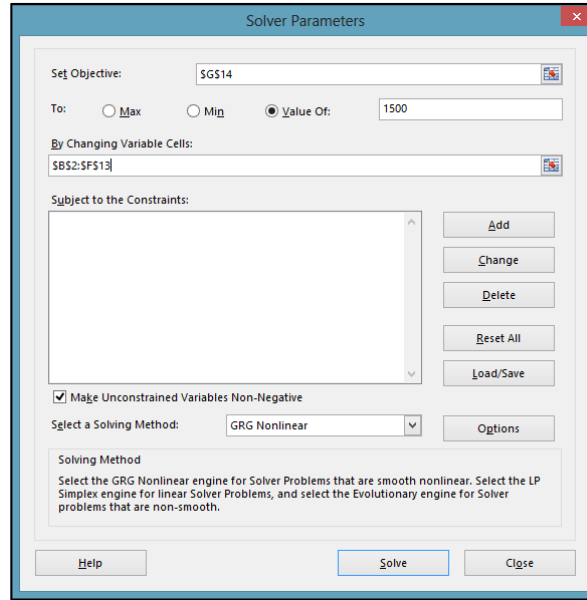 Solver Parameters
Set Objective:
$G$14
To:
Max
Min
Value Of:
1500
By Changing Variable Cells:
$B$2:$F$13
Subject to the Constraints:
Add
Change
Delete
Reset All
Load/Save
Make Unconstrained Variables Non-Negative
Select a Solving Method:
GRG Nonlinear
Options
Solving Method
Select the GRG Nonlinear engine for Solver Problems that are smooth nonlinear. Select the LP
Simplex engine for linear Solver Problems, and select the Evolutionary engine for Solver
problems that are non-smooth.
Help
Solve
Close